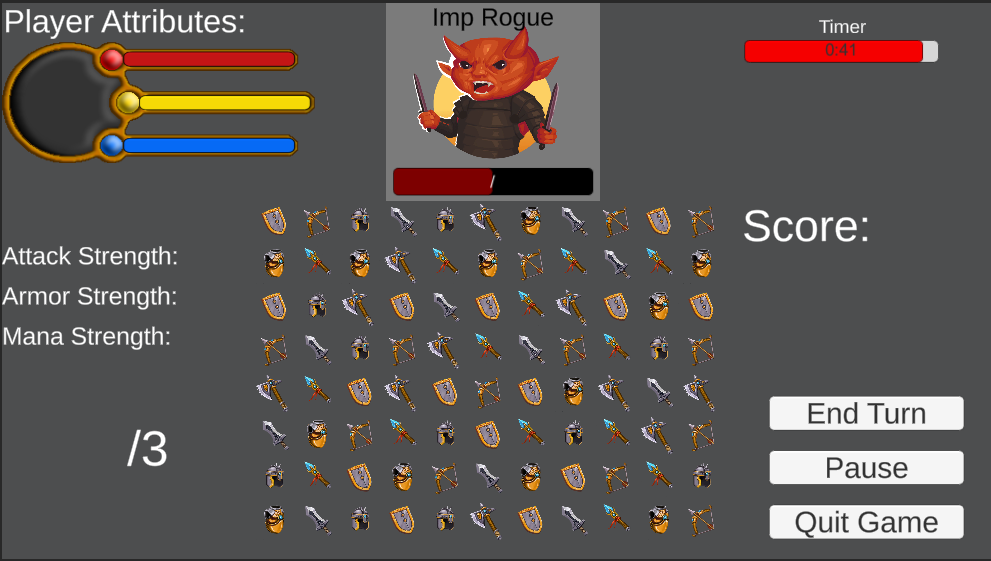 Player Attributes:
Imp Rogue
Timer
0:41
/
Score:
Attack Strength:
Armor Strength:
Mana Strength:
/3
End Turn
Pause
Quit Game